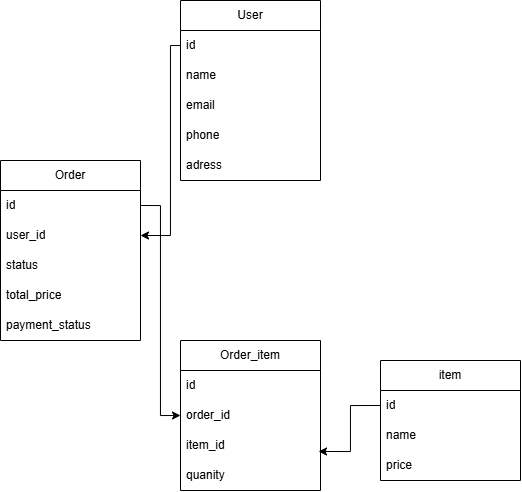 User
id
name
email
phone
adress
Order
id
user_id
status
total_price
payment_status
Order_item
id
order_id
item_id
quanity
item
id
name
price